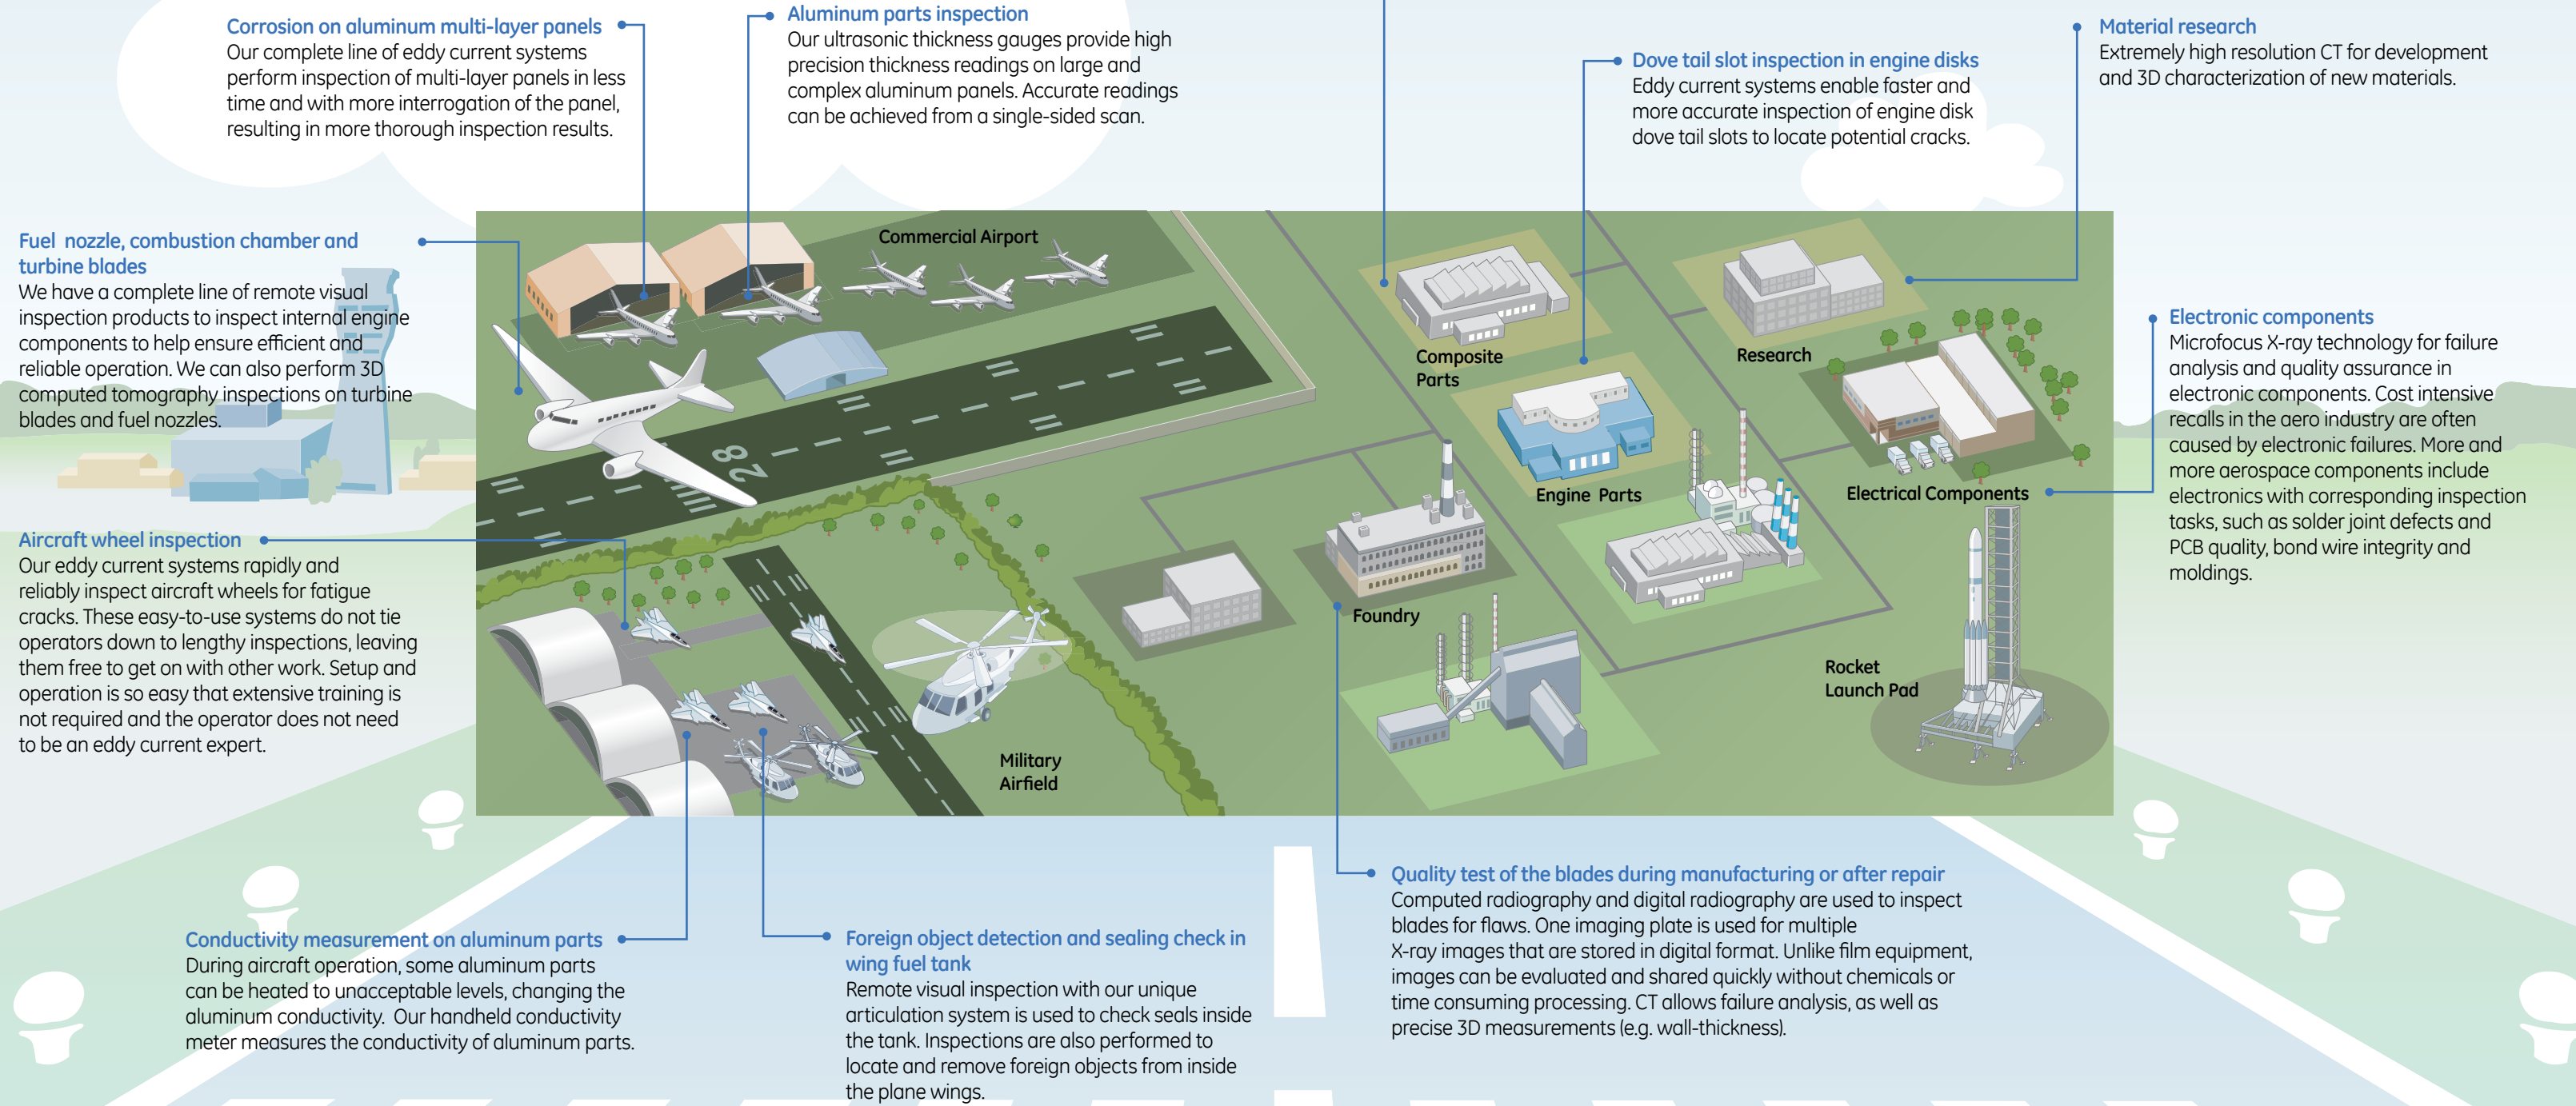 Corrosion on aluminum multi-layer panels
Our complete line of eddy current systems
perform inspection of multi-layer panels in less
time and with more interrogation of the panel,
resulting in more thorough inspection results.
Aluminum parts inspection
Our ultrasonic thickness gauges provide high
precision thickness readings on large and
complex aluminum panels. Accurate readings
can be achieved from a single-sided scan.
Dove tail slot inspection in engine disks
Eddy current systems enable faster and
more accurate inspection of engine disk
dove tail slots to locate potential cracks.
Material research
Extremely high resolution CT for development
and 3D characterization of new materials.
Fuel nozzle, combustion chamber and
turbine blades
We have a complete line of remote visual
inspection products to inspect internal engine
components to help ensure efficient and
reliable operation. We can also perform 3D
computed tomography inspections on turbine
blades and fuel nozzles.
Commercial Airport
28
Composite
Parts
Research
Engine Parts
Electrical Components
Foundry
Rocket
Launch Pad
Military
Airfield
Electronic components
Microfocus X-ray technology for failure
analysis and quality assurance in
electronic components. Cost intensive
recalls in the aero industry are often
caused by electronic failures. More and
more aerospace components include
electronics with corresponding inspection
tasks, such as solder joint defects and
PCB quality, bond wire integrity and
moldings.
Aircraft wheel inspection
Our eddy current systems rapidly and
reliably inspect aircraft wheels for fatigue
cracks. These easy-to-use systems do not tie
operators down to lengthy inspections, leaving
them free to get on with other work. Setup and
operation is so easy that extensive training is
not required and the operator does not need
to be an eddy current expert.
Conductivity measurement on aluminum parts
During aircraft operation, some aluminum parts
can be heated to unacceptable levels, changing the
aluminum conductivity. Our handheld conductivity
meter measures the conductivity of aluminum parts.
Foreign object detection and sealing check in
wing fuel tank
Remote visual inspection with our unique
articulation system is used to check seals inside
the tank. Inspections are also performed to
locate and remove foreign objects from inside
the plane wings.
Quality test of the blades during manufacturing or after repair
Computed radiography and digital radiography are used to inspect
blades for flaws. One imaging plate is used for multiple
X-ray images that are stored in digital format. Unlike film equipment,
images can be evaluated and shared quickly without chemicals or
time consuming processing. CT allows failure analysis, as well as
precise 3D measurements (e.g. wall-thickness).